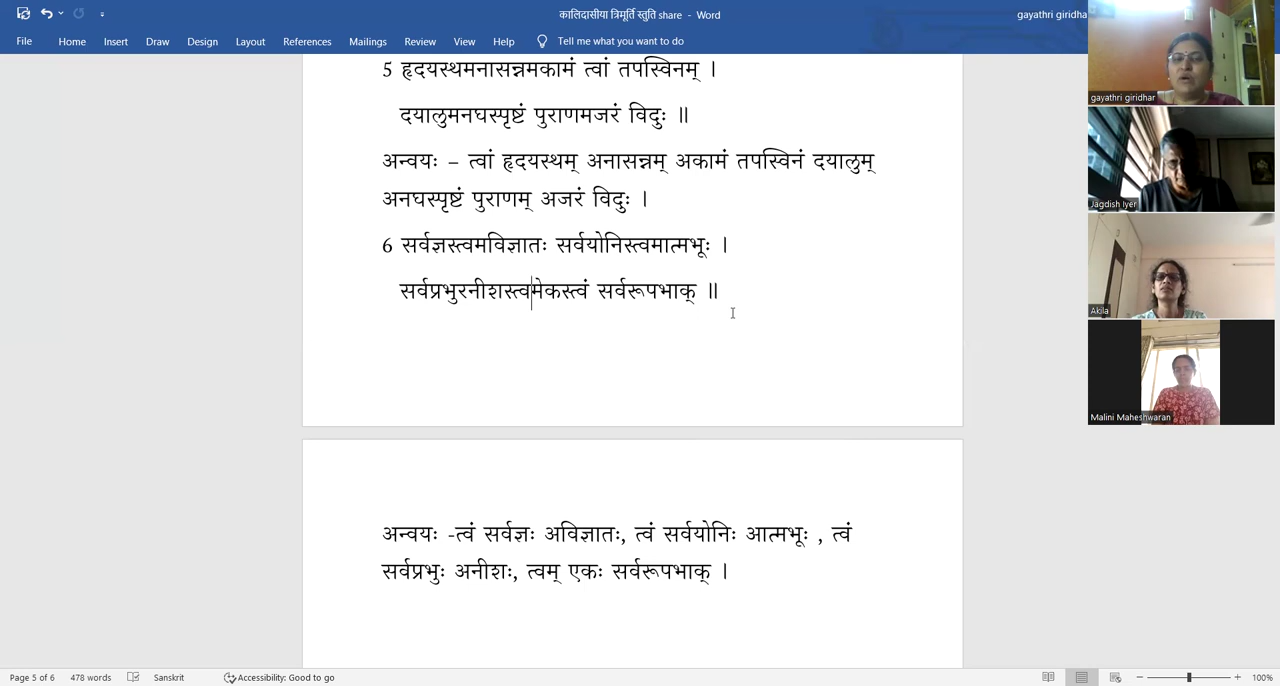 कालिदासीया त्रिमूर्ति स्तुति share - Word
gayathri giridha
File Home Insert Draw Design Layout References Mailings Review View Help Tell me what you want to do
5 हृदयस्थमनासन्नमकामं त्वां तपस्विनम् ।
दयालुमनघस्पृष्टं पुराणमजरं विदुः ॥
अन्वयः – त्वां हृदयस्थम् अनासन्नम् अकामं तपस्विनं दयालुम्
अनघस्पृष्टं पुराणम् अजरं विदुः ।
6 सर्वज्ञस्त्वमविज्ञातः सर्वयोनिस्त्वमात्मभूः ।
सर्वप्रभुरनीशस्त्वमेकस्त्वं सर्वरूपभाक् ॥
अन्वयः -त्वं सर्वज्ञः अविज्ञातः, त्वं सर्वयोनिः आत्मभूः , त्वं
सर्वप्रभुः अनीशः, त्वम् एकः सर्वरूपभाक् ।
gayathri giridhar
Jagdish Iyer
Akila
Malini Maheshwaran
Page 5 of 6 478 words Sanskrit Accessibility: Good to go 100%